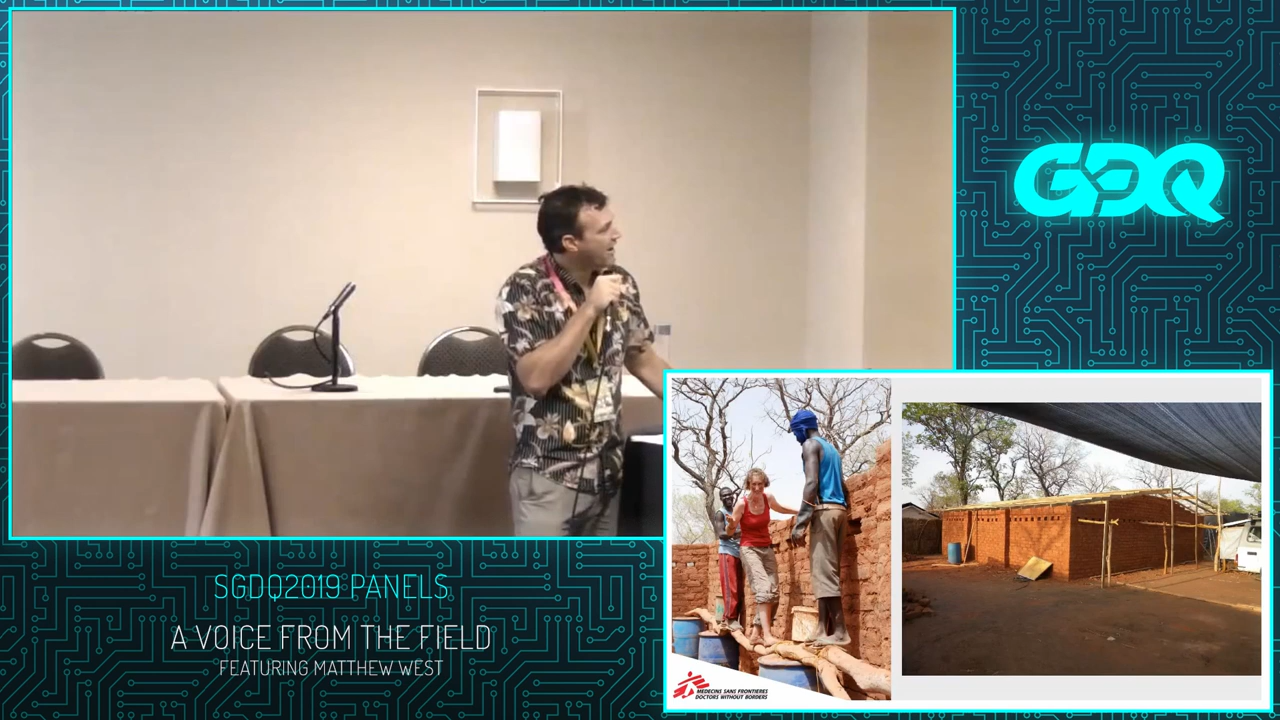 GDQ
SGDQ2019 PANELS
A VOICE FROM THE FIELD
FEATURING MATTHEW WEST
MEDECINS SANS FRONTIERES
DOCTORS WITHOUT BORDERS